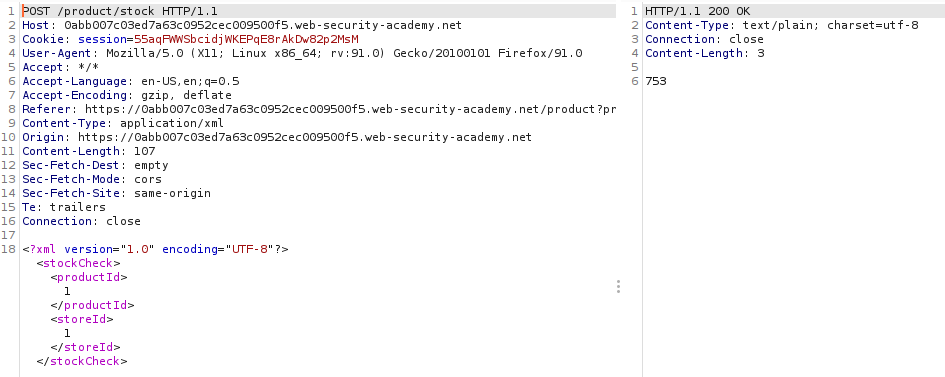 1 POST /product/stock HTTP/1.1
2 Host: 0abb007c03ed7a63c0952cec009500f5.web-security-academy.net
3 Cookie: session=55aqFWWSbcidjWKEPqE8rAkDw82p2MsM
4 User-Agent: Mozilla/5.0 (X11; Linux x86_64; rv:91.0) Gecko/20100101 Firefox/91.0
5 Accept: */*
6 Accept-Language: en-US,en;q=0.5
7 Accept-Encoding: gzip, deflate
8 Referer: https://0abb007c03ed7a63c0952cec009500f5.web-security-academy.net/product?pr
9 Content-Type: application/xml
10 Origin: https://0abb007c03ed7a63c0952cec009500f5.web-security-academy.net
11 Content-Length: 107
12 Sec-Fetch-Dest: empty
13 Sec-Fetch-Mode: cors
14 Sec-Fetch-Site: same-origin
15 Te: trailers
16 Connection: close
17
18 <?xml version="1.0" encoding="UTF-8"?>
<stockCheck>
<productId>
1
</productId>
<storeId>
1
</storeId>
</stockCheck>
1 HTTP/1.1 200 OK
2 Content-Type: text/plain; charset=utf-8
3 Connection: close
4 Content-Length: 3
5
6 753